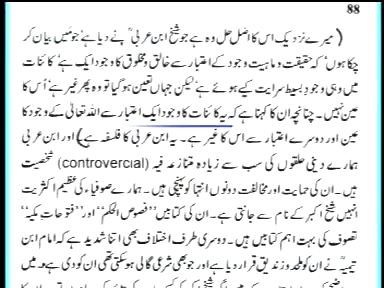 88
(میرے نزدیک اس کا اصل حل وہ ہے جو شیخ ابن عربیؒ نے دیا ہے جو مَیں بیان کر
چکا ہوں' کہ حقیقت و ماہیت وجود کے اعتبار سے خالق و مخلوق کا وجود ایک ہے' کائنات
میں وہی وجودِ بسیط سرایت کیے ہوئے ہے' لیکن جہاں تعین ہو گیا تو وہ پھر غیر ہے' اُس کا
عین نہیں۔ چنانچہ ان کا کہنا ہے کہ یہ کائنات کا وجود ایک اعتبار سے اللہ تعالیٰ کے وجود کا
عین اور دوسرے اعتبار سے اس کا غیر ہے۔ یہ ابن عربی کا فلسفہ ہے) اور ابن عربی
ہمارے دینی حلقوں کی سب سے زیادہ متنازعہ فیہ (controvercial) شخصیت
ہیں۔ ان کی حمایت اور مخالفت دونوں انتہا کو پہنچی ہیں۔ ہمارے صوفیاء کی عظیم اکثریت
انہیں شیخ اکبر کے نام سے جانتی ہے۔ ان کی کتابیں ''فصوص الحکم'' اور ''فتوحات مکیہ''
تصوف کی بہت اہم کتابیں ہیں۔ دوسری طرف اختلاف بھی اتنا شدید ہے کہ امام ابن
تیمیہؒ نے ان کو ملحد و زندیق قرار دیا ہے اور جو بھی شرعی گالی ہو سکتی تھی ان کو دی ہے۔ میں